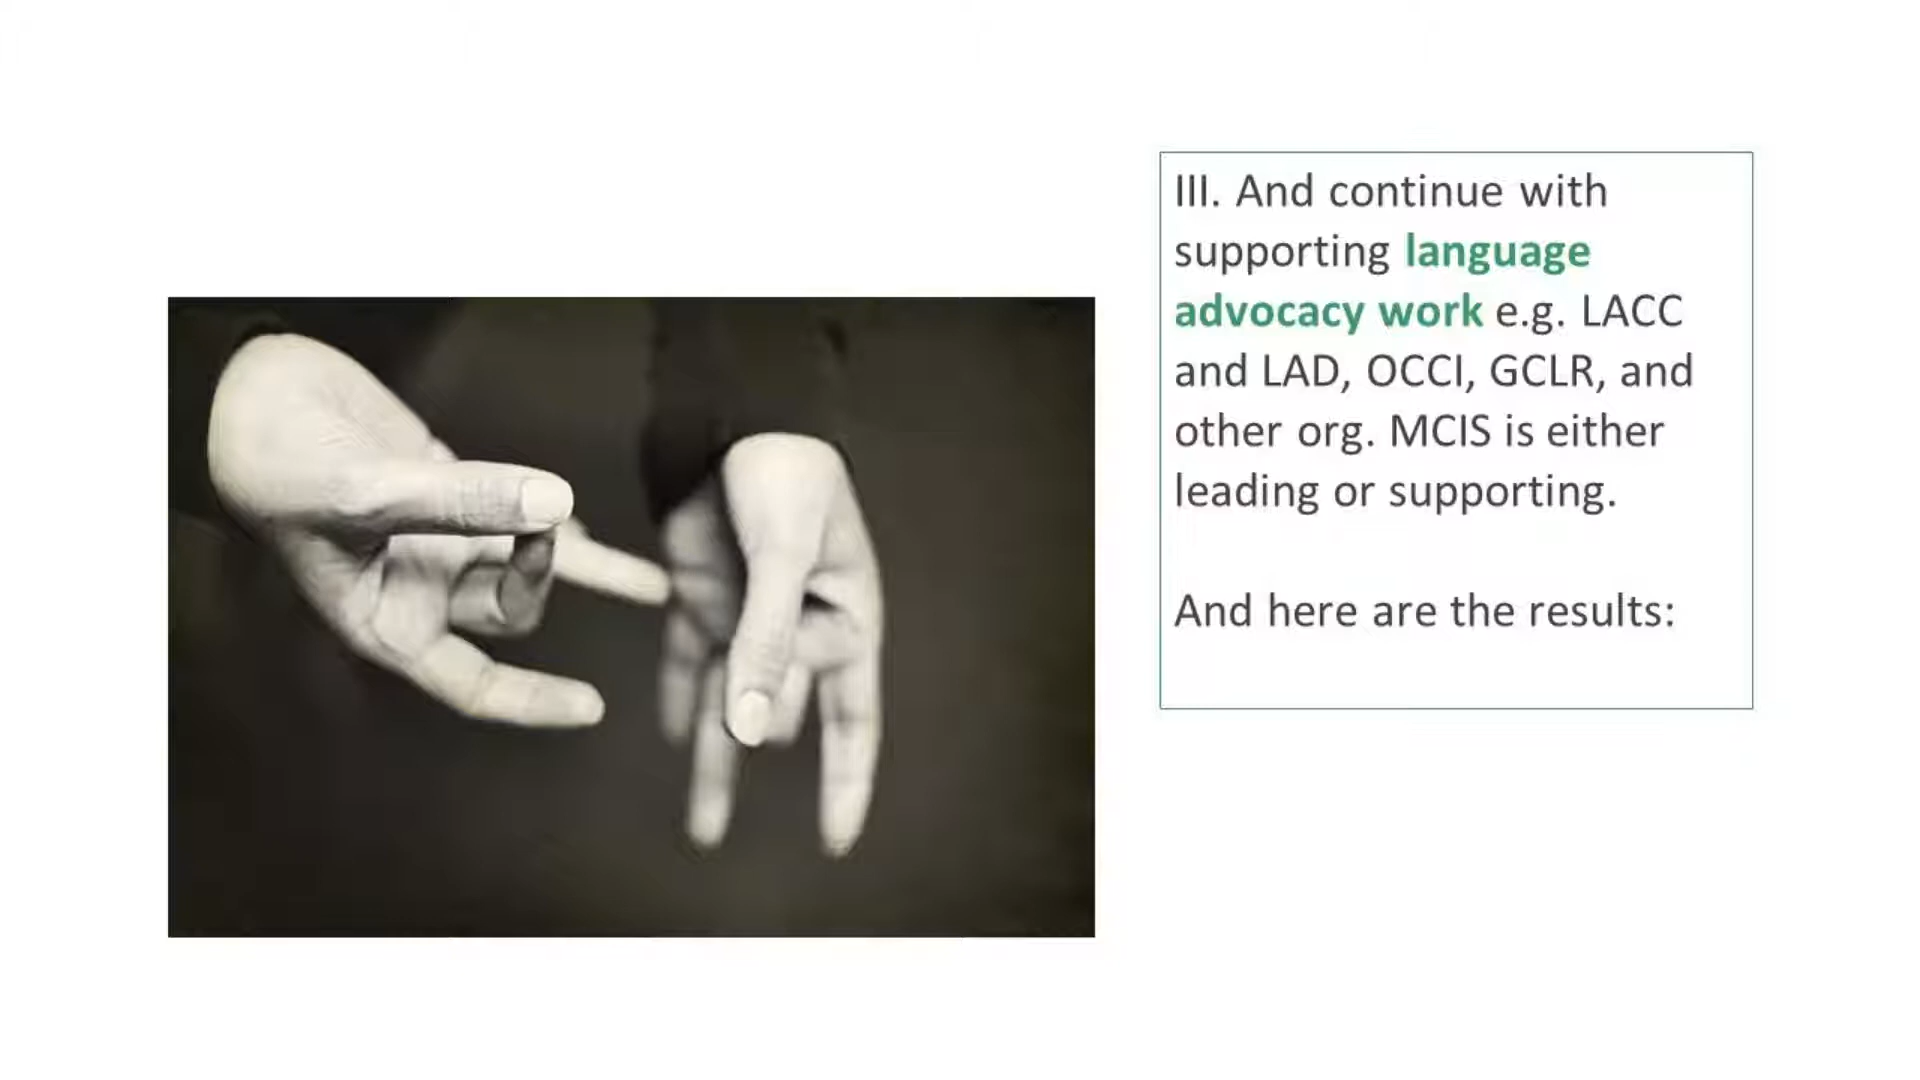 III. And continue with
supporting language
advocacy work e.g. LACC
and LAD, OCCI, GCLR, and
other org. MCIS is either
leading or supporting.
And here are the results: